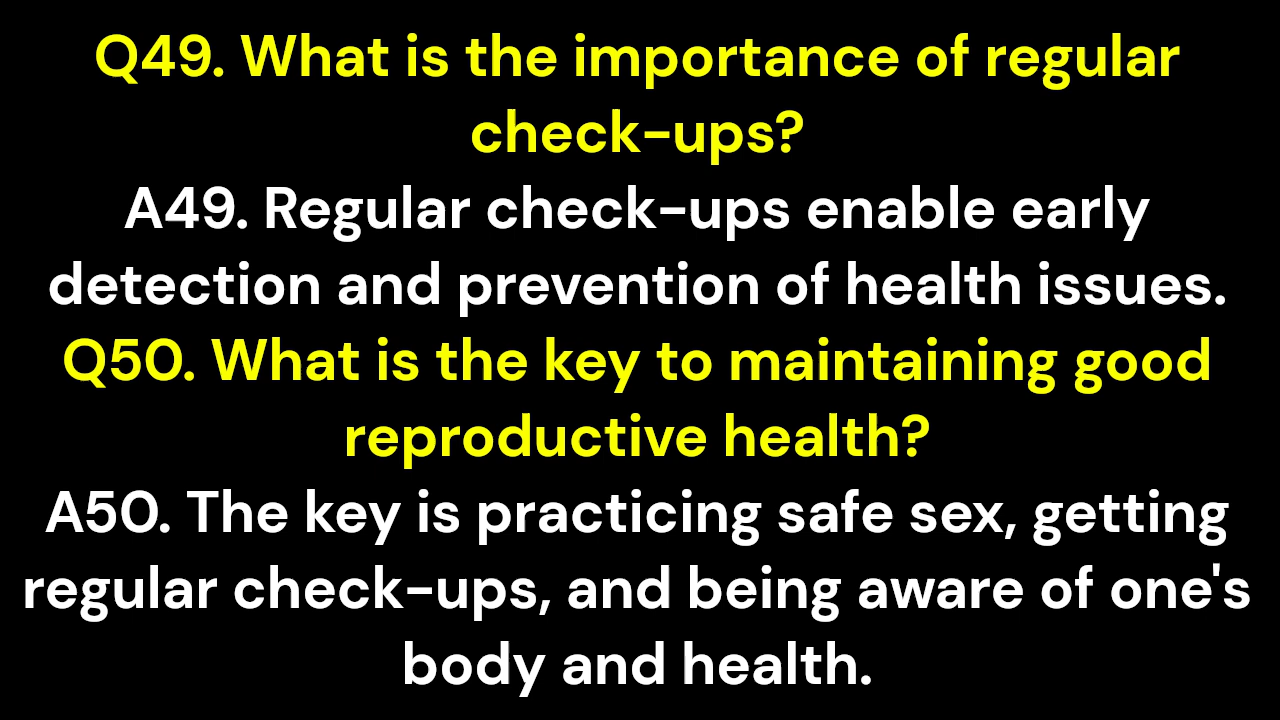 Q49. What is the importance of regular
check-ups?
A49. Regular check-ups enable early
detection and prevention of health issues.
Q50. What is the key to maintaining good
reproductive health?
A50. The key is practicing safe sex, getting
regular check-ups, and being aware of one's
body and health.